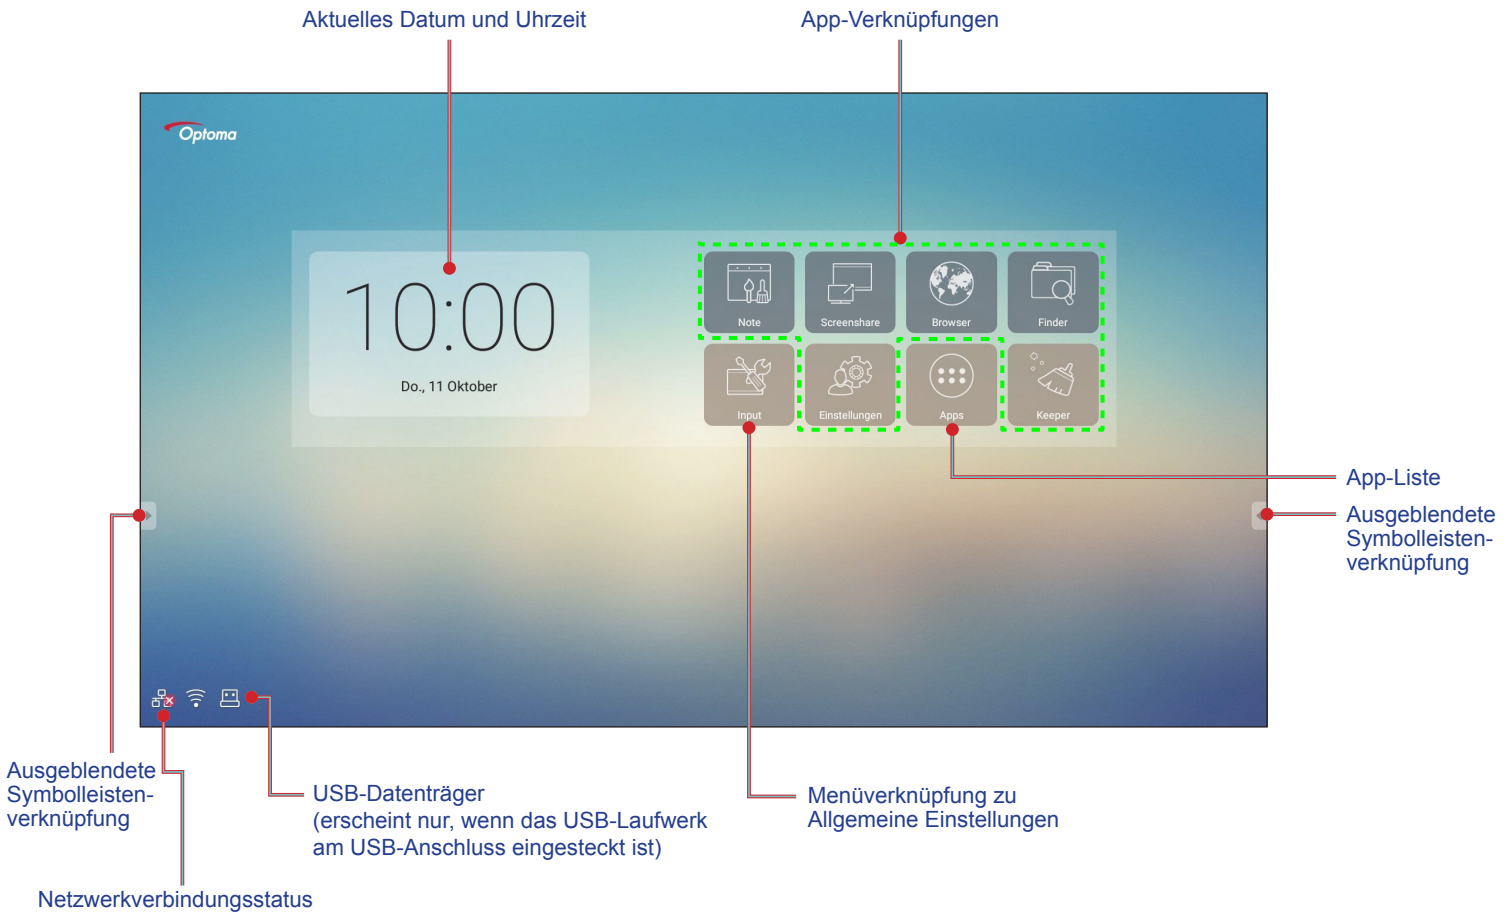 Aktuelles Datum und Uhrzeit
App-Verknüpfungen
Optoma
10:00
Do., 11 Oktober
Note
Screenshare
Browser
Finder
Input
Einstellungen
Apps
Keeper
App-Liste
Ausgeblendete
Symbolleisten-
verknüpfung
Ausgeblendete
Symbolleisten-
verknüpfung
USB-Datenträger
(erscheint nur, wenn das USB-Laufwerk
am USB-Anschluss eingesteckt ist)
Menüverknüpfung zu
Allgemeine Einstellungen
Netzwerkverbindungsstatus